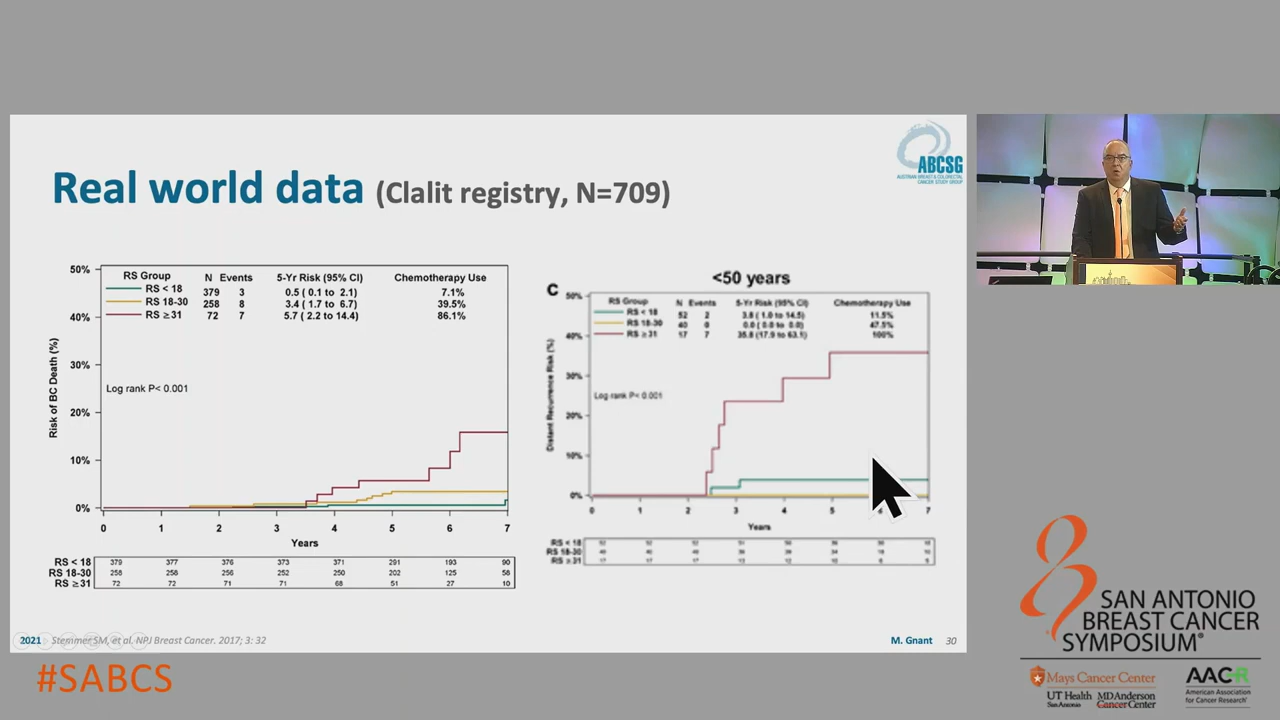 ABCSG
AUSTRIAN BREAST & COLORECTAL
CANCER STUDY GROUP
Real world data (Clalit registry, N=709)
RS Group N Events 5-Yr Risk (95% CI) Chemotherapy Use
RS < 18 379 3 0.5 ( 0.1 to 2.1) 7.1%
RS 18-30 258 8 3.4 ( 1.7 to 6.7) 39.5%
RS ≥ 31 72 7 5.7 ( 2.2 to 14.4) 86.1%
50%
40%
30%
20%
10%
0%
Risk of BC Death (%)
Log rank P< 0.001
0 1 2 3 4 5 6 7
Years
RS < 18 379 377 376 373 371 291 193 90
RS 18-30 258 256 256 252 250 202 125 58
RS ≥ 31 72 72 71 71 68 51 27 10
<50 years
C
RS Group N Events 5-Yr Risk (95% CI) Chemotherapy Use
RS < 18 52 2 3.8 ( 1.0 to 14.5) 11.5%
RS 18-30 40 0 0.0 ( 0.0 to 0.0) 47.5%
RS ≥ 31 17 7 35.8 (17.9 to 63.1) 100%
50%
40%
30%
20%
10%
0%
Distant Recurrence Risk (%)
Log rank P< 0.001
0 1 2 3 4 5 6 7
Years
RS < 18
RS 18-30
RS ≥ 31
2021 Stemmer SM, et al. NPJ Breast Cancer. 2017; 3: 32
M. Gnant 30
#SABCS
SAN ANTONIO
BREAST CANCER
SYMPOSIUM®
Mays Cancer Center
UT Health
San Antonio
MD Anderson
Cancer Center
AACR
American Association
for Cancer Research®